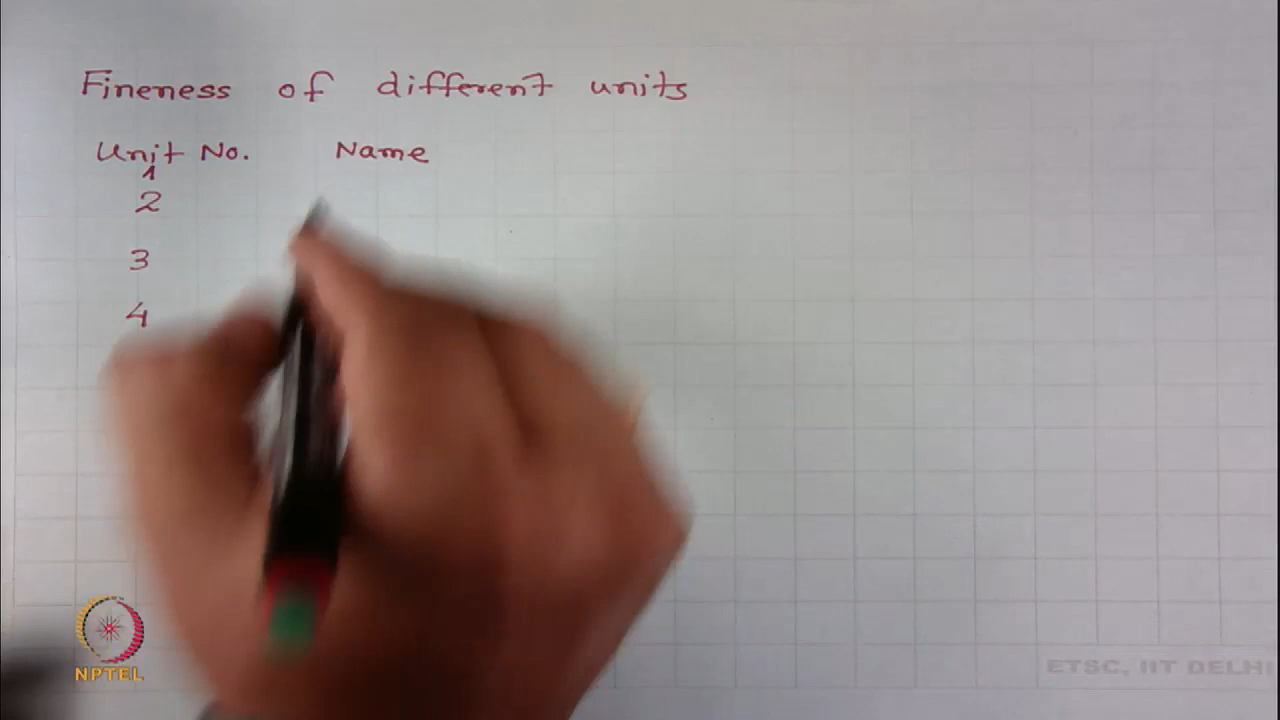 Fineness of different units
Unit No. Name
1
2
3
4
NPTEL
ETSC, IIT DELHI